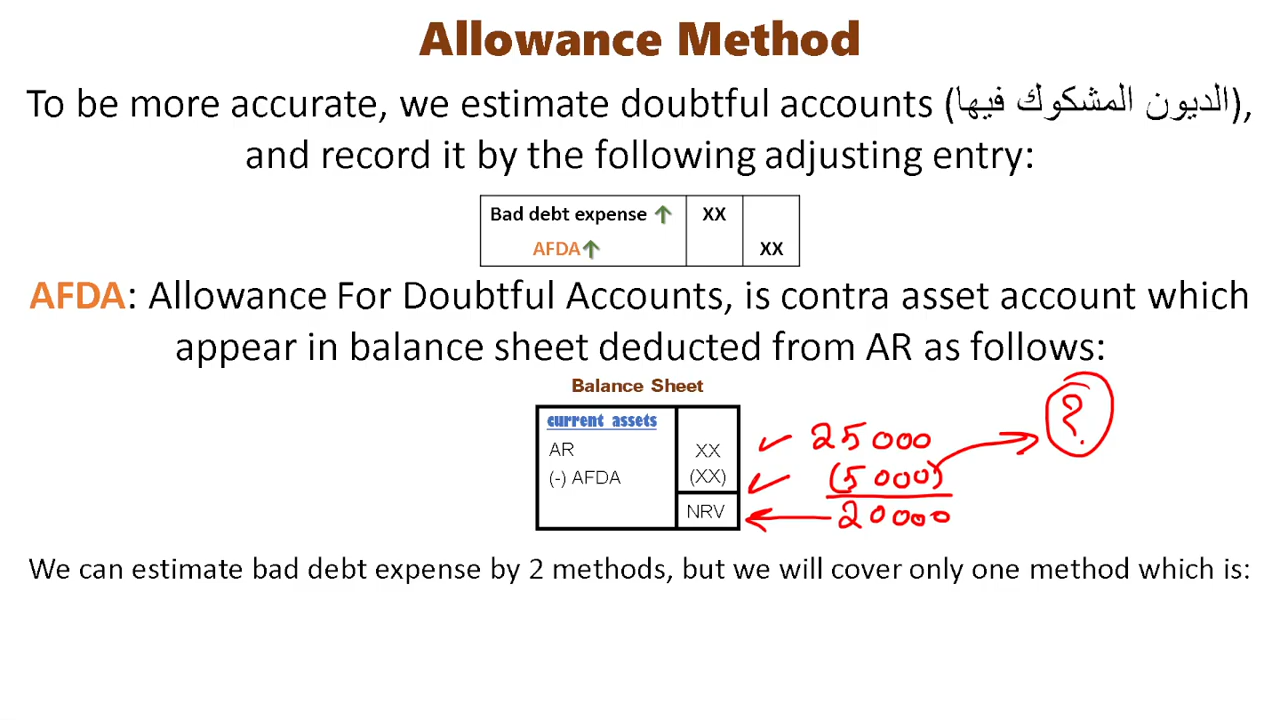 Allowance Method
To be more accurate, we estimate doubtful accounts (الديون المشكوك فيها),
and record it by the following adjusting entry:
Bad debt expense ↑ XX
AFDA↑ XX
AFDA: Allowance For Doubtful Accounts, is contra asset account which
appear in balance sheet deducted from AR as follows:
Balance Sheet
current assets
AR XX ✓ 25000
(-) AFDA (XX) ✓ (5000) → ?
NRV ← 20000
We can estimate bad debt expense by 2 methods, but we will cover only one method which is: